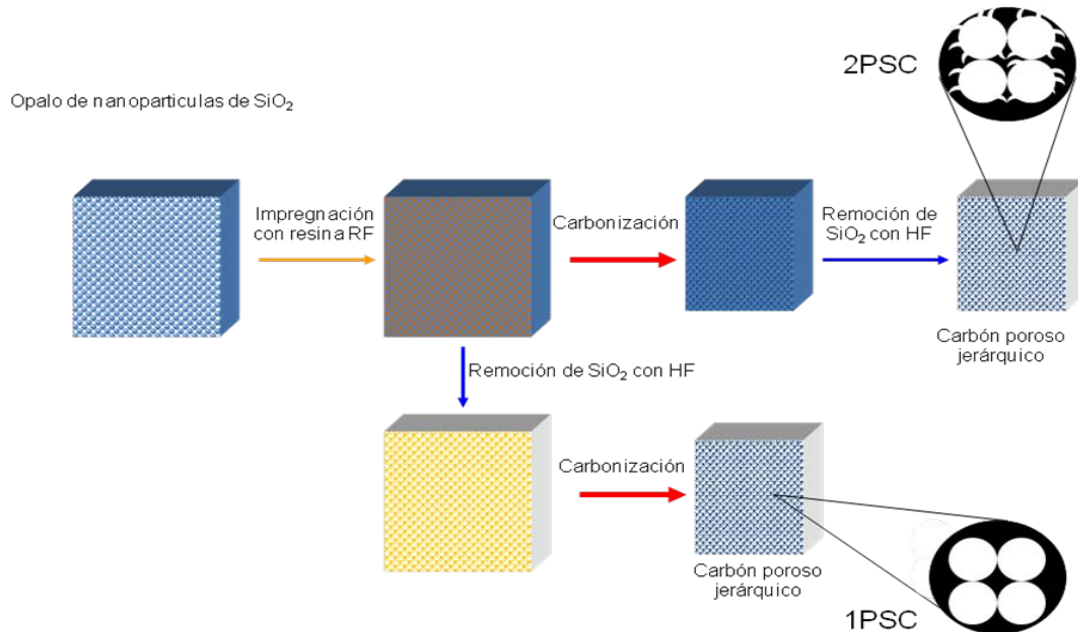 2PSC
Opalo de nanoparticulas de SiO₂
Impregnación
con resina RF
Carbonización
Remoción de
SiO₂ con HF
Carbón poroso
jerárquico
Remoción de SiO₂ con HF
Carbonización
Carbón poroso
jerárquico
1PSC